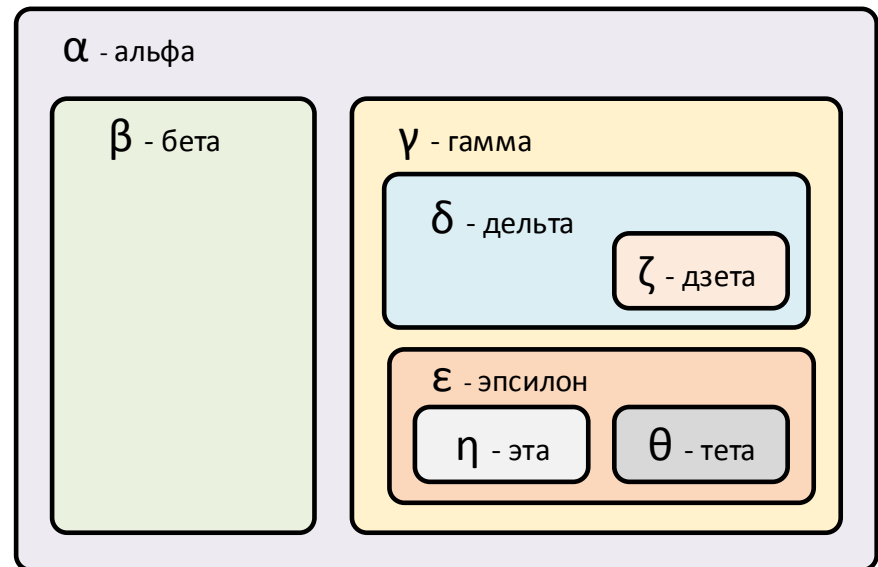 α - альфа
β - бета
γ - гамма
δ - дельта
ζ - дзета
ε - эпсилон
η - эта
θ - тета